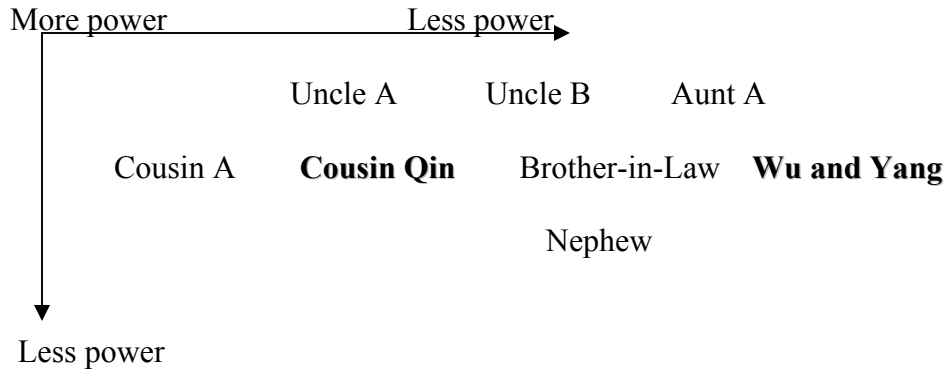 More power Less power
Uncle A Uncle B Aunt A
Cousin A Cousin Qin Brother-in-Law Wu and Yang
Nephew
Less power